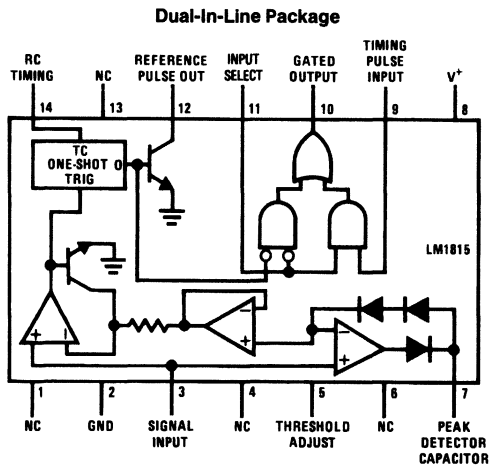 Dual-In-Line Package
RC
TIMING
NC
REFERENCE
PULSE OUT
INPUT
SELECT
GATED
OUTPUT
TIMING
PULSE
INPUT
V+
14
13
12
11
10
9
8
TC
ONE-SHOT O
TRIG
LM1815
+
−
−
+
−
+
1
2
3
4
5
6
7
NC
GND
SIGNAL
INPUT
NC
THRESHOLD
ADJUST
NC
PEAK
DETECTOR
CAPACITOR